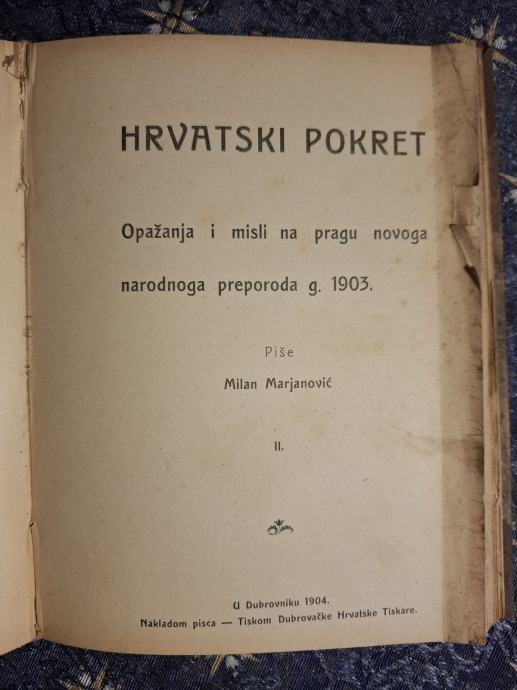 HRVATSKI POKRET
Opažanja i misli na pragu novoga
narodnoga preporoda g. 1903.
Piše
Milan Marjanović
II.
U Dubrovniku 1904.
Nakladom pisca — Tiskom Dubrovačke Hrvatske Tiskare.